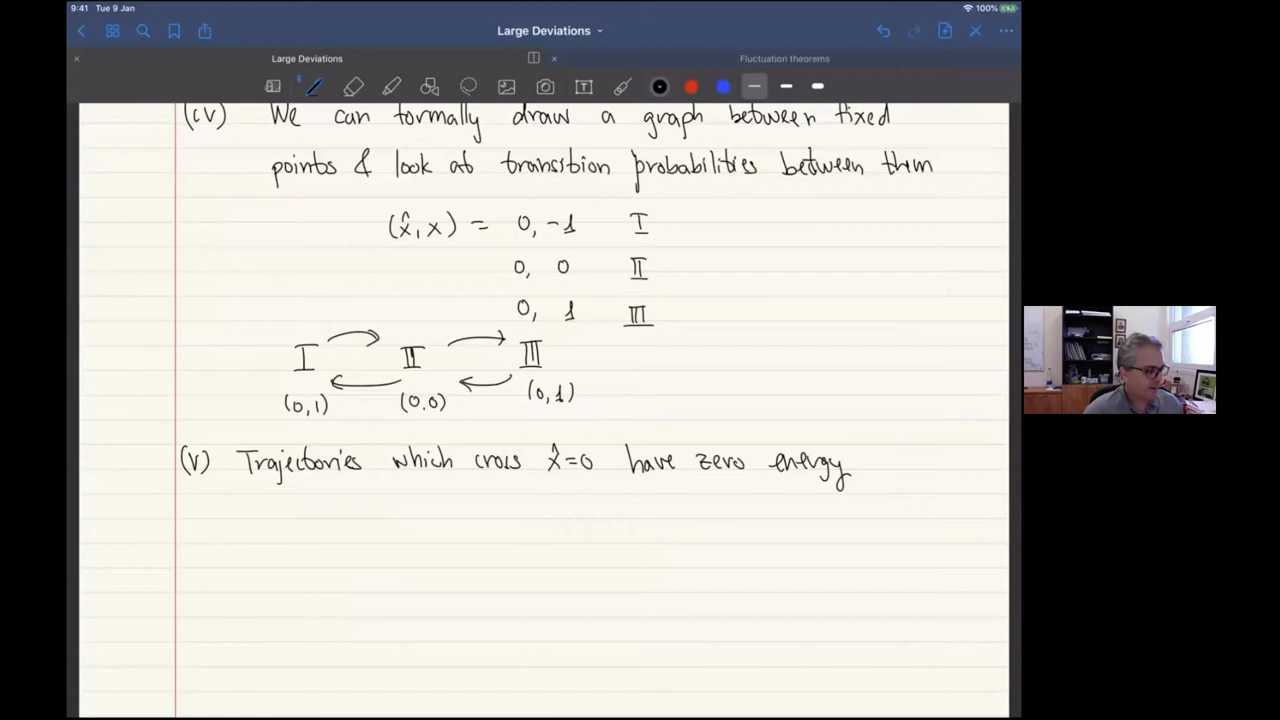 9:41 Tue 9 Jan
100%
Large Deviations
Large Deviations
Fluctuation theorems
(iv) We can formally draw a graph between fixed
points & look at transition probabilities between them
(x̂, x) = 0, -1 I
0, 0 II
0, 1 III
I II III
(0,1) (0,0) (0,1)
(V) Trajectories which cross x̂=0 have zero energy